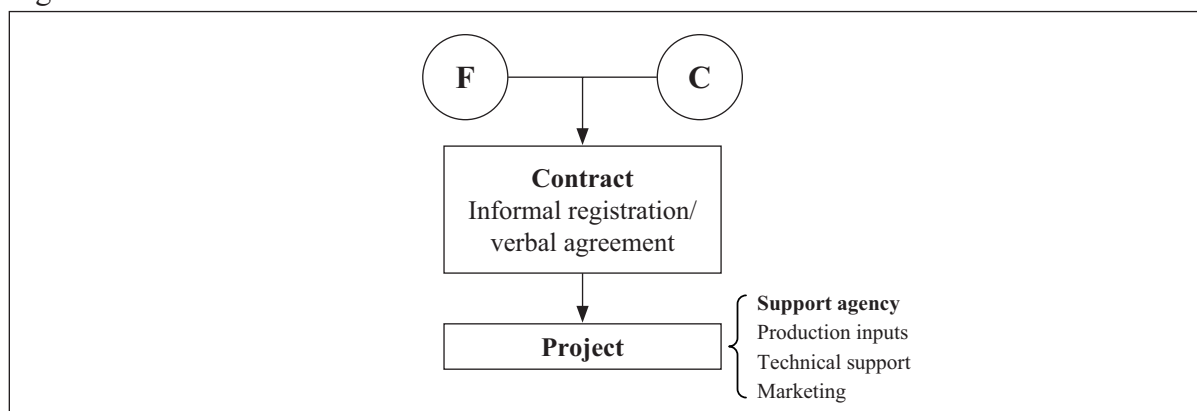 F
C
Contract
Informal registration/
verbal agreement
Project
Support agency
Production inputs
Technical support
Marketing